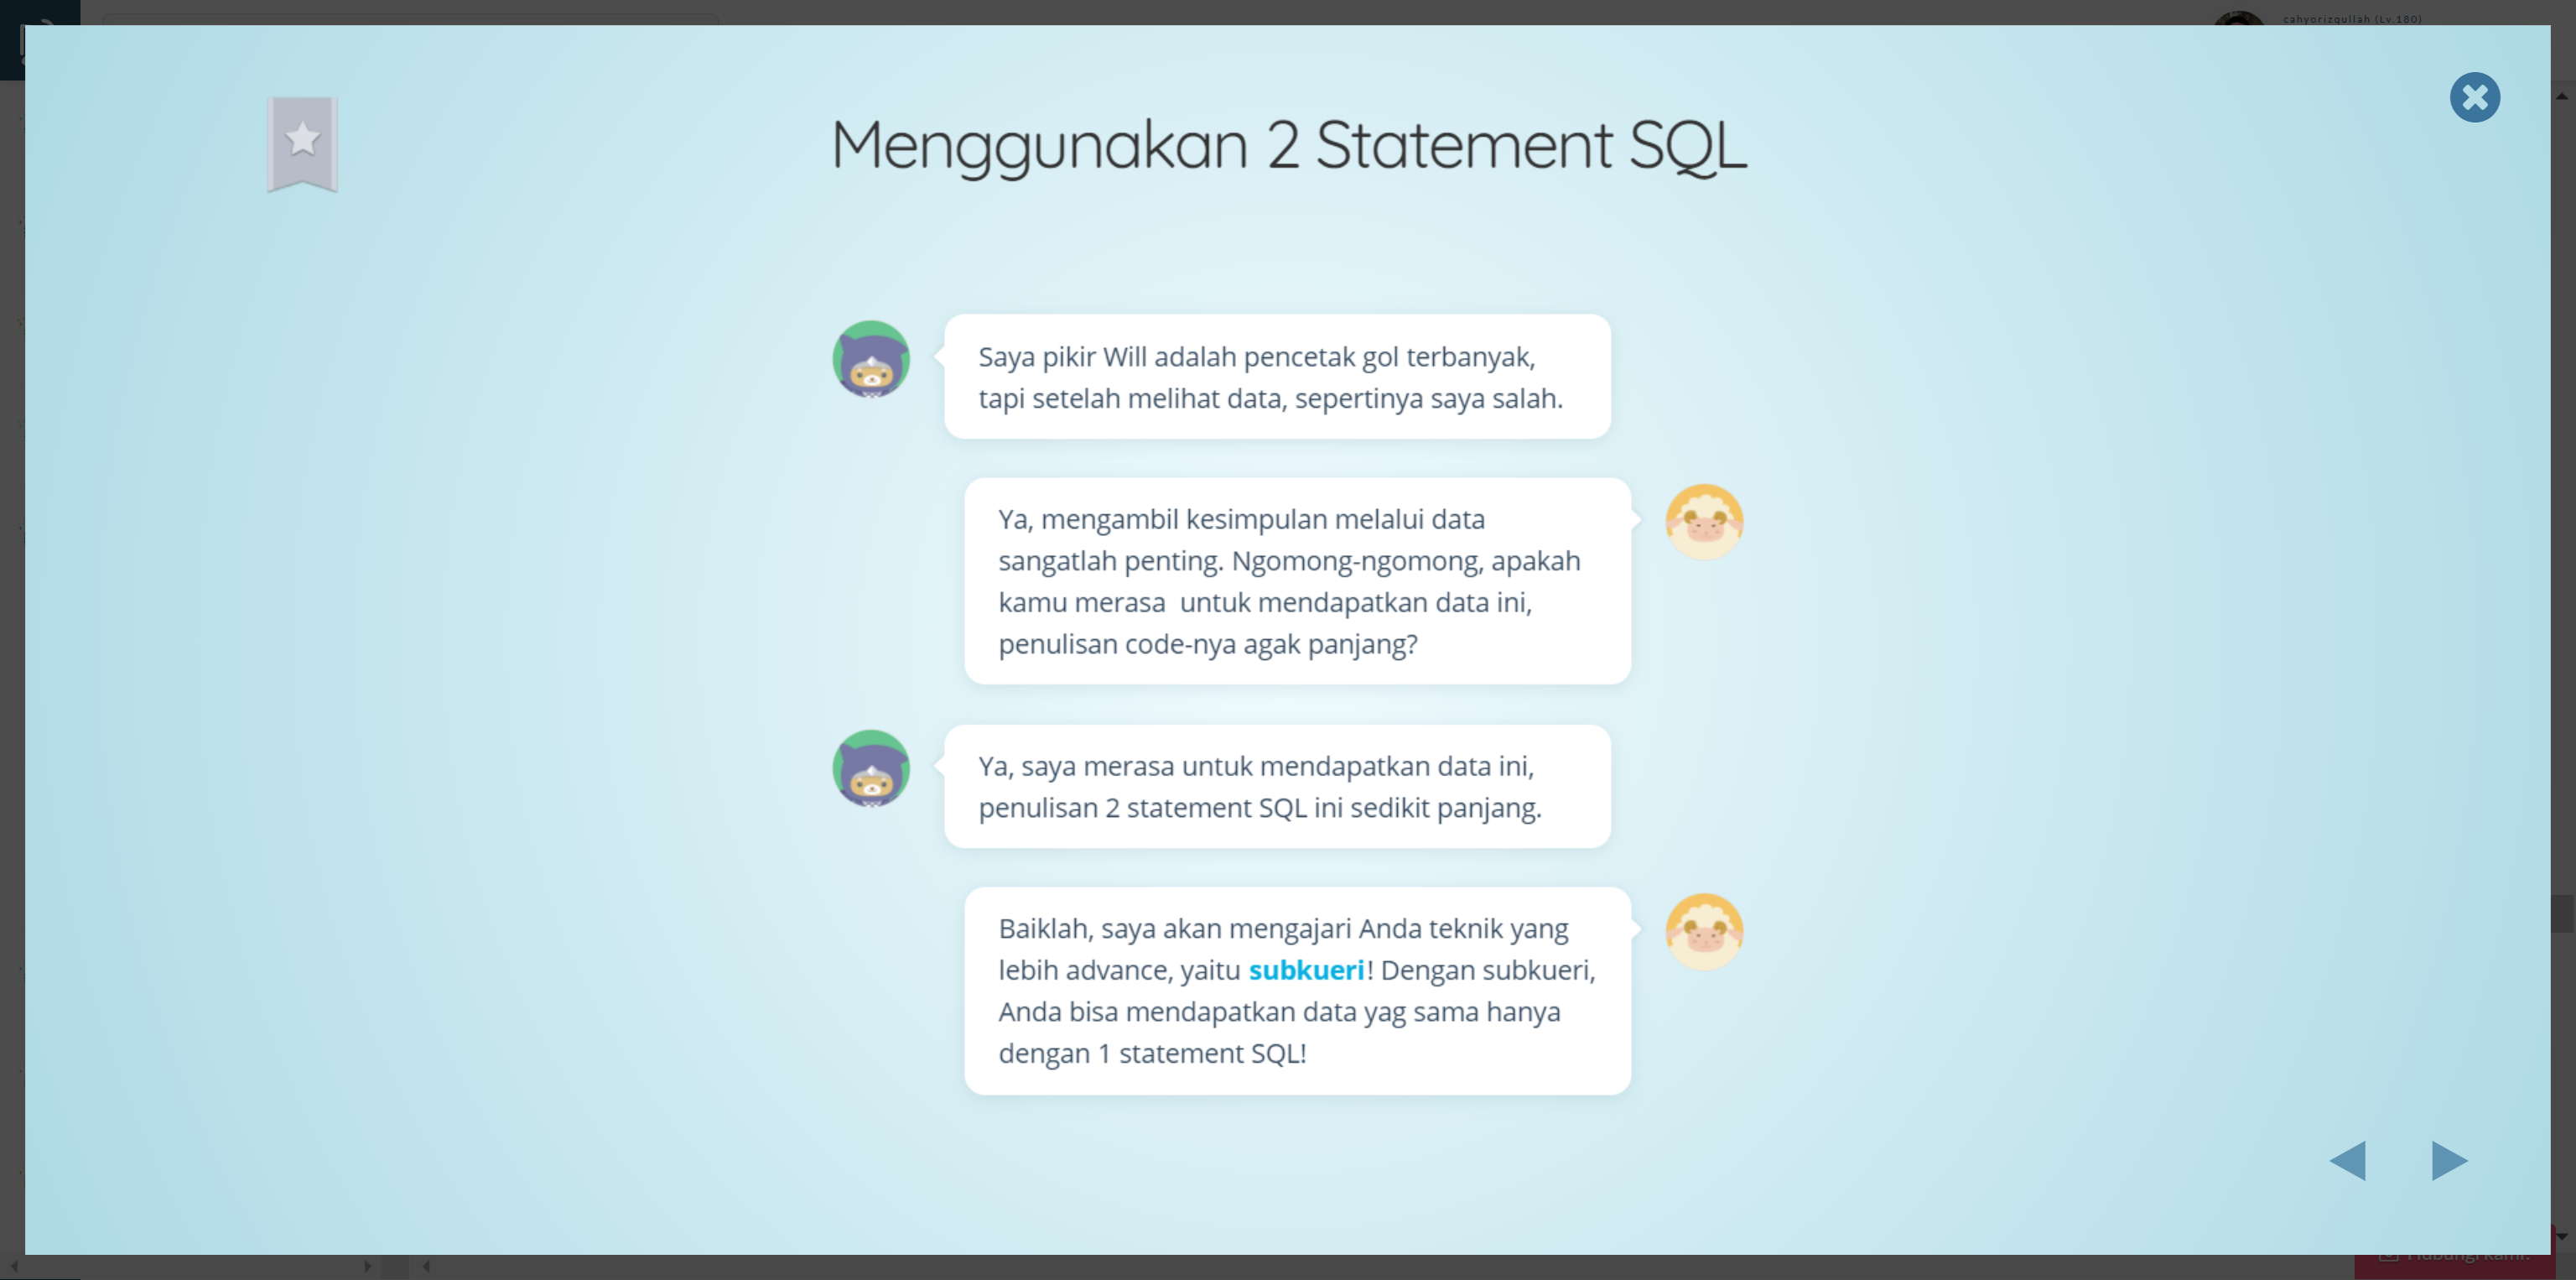 cahyorizqullah (Lv.180)
Menggunakan 2 Statement SQL
Saya pikir Will adalah pencetak gol terbanyak,
tapi setelah melihat data, sepertinya saya salah.
Ya, mengambil kesimpulan melalui data
sangatlah penting. Ngomong-ngomong, apakah
kamu merasa  untuk mendapatkan data ini,
penulisan code-nya agak panjang?
Ya, saya merasa untuk mendapatkan data ini,
penulisan 2 statement SQL ini sedikit panjang.
Baiklah, saya akan mengajari Anda teknik yang
lebih advance, yaitu subkueri! Dengan subkueri,
Anda bisa mendapatkan data yag sama hanya
dengan 1 statement SQL!